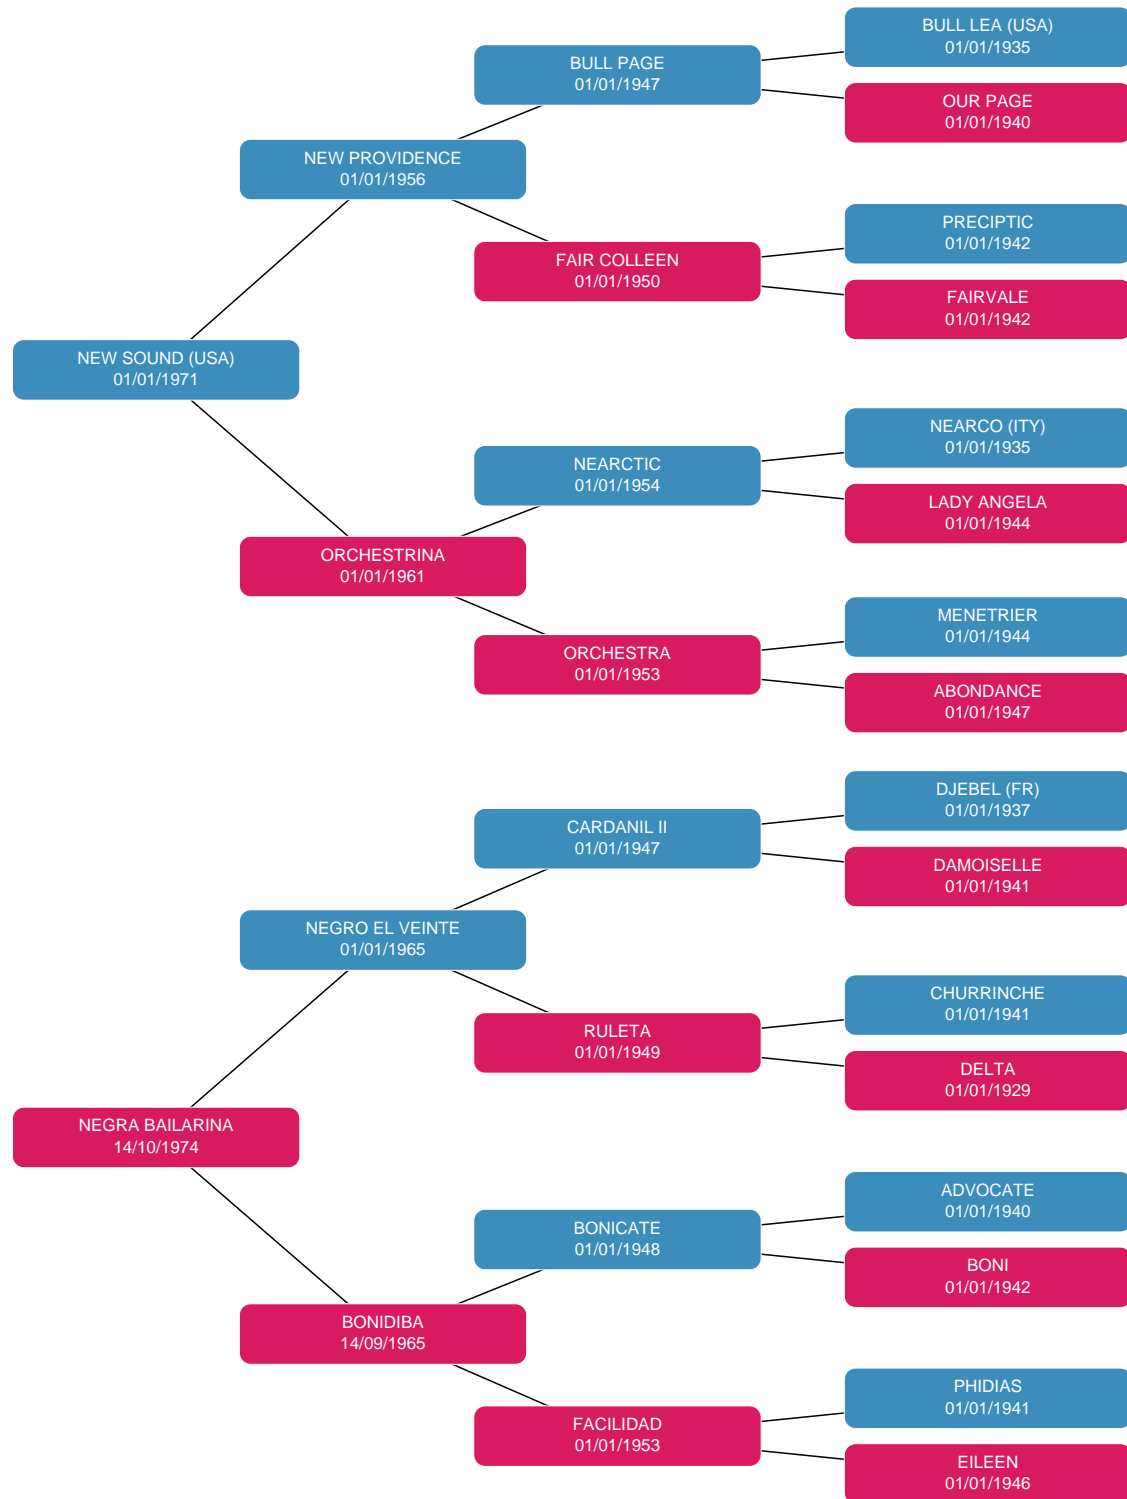 BULL LEA (USA)
01/01/1935
BULL PAGE
01/01/1947
OUR PAGE
01/01/1940
NEW PROVIDENCE
01/01/1956
PRECIPTIC
01/01/1942
FAIR COLLEEN
01/01/1950
FAIRVALE
01/01/1942
NEW SOUND (USA)
01/01/1971
NEARCO (ITY)
01/01/1935
NEARCTIC
01/01/1954
LADY ANGELA
01/01/1944
ORCHESTRINA
01/01/1961
MENETRIER
01/01/1944
ORCHESTRA
01/01/1953
ABONDANCE
01/01/1947
DJEBEL (FR)
01/01/1937
CARDANIL II
01/01/1947
DAMOISELLE
01/01/1941
NEGRO EL VEINTE
01/01/1965
CHURRINCHE
01/01/1941
RULETA
01/01/1949
DELTA
01/01/1929
NEGRA BAILARINA
14/10/1974
ADVOCATE
01/01/1940
BONICATE
01/01/1948
BONI
01/01/1942
BONIDIBA
14/09/1965
PHIDIAS
01/01/1941
FACILIDAD
01/01/1953
EILEEN
01/01/1946